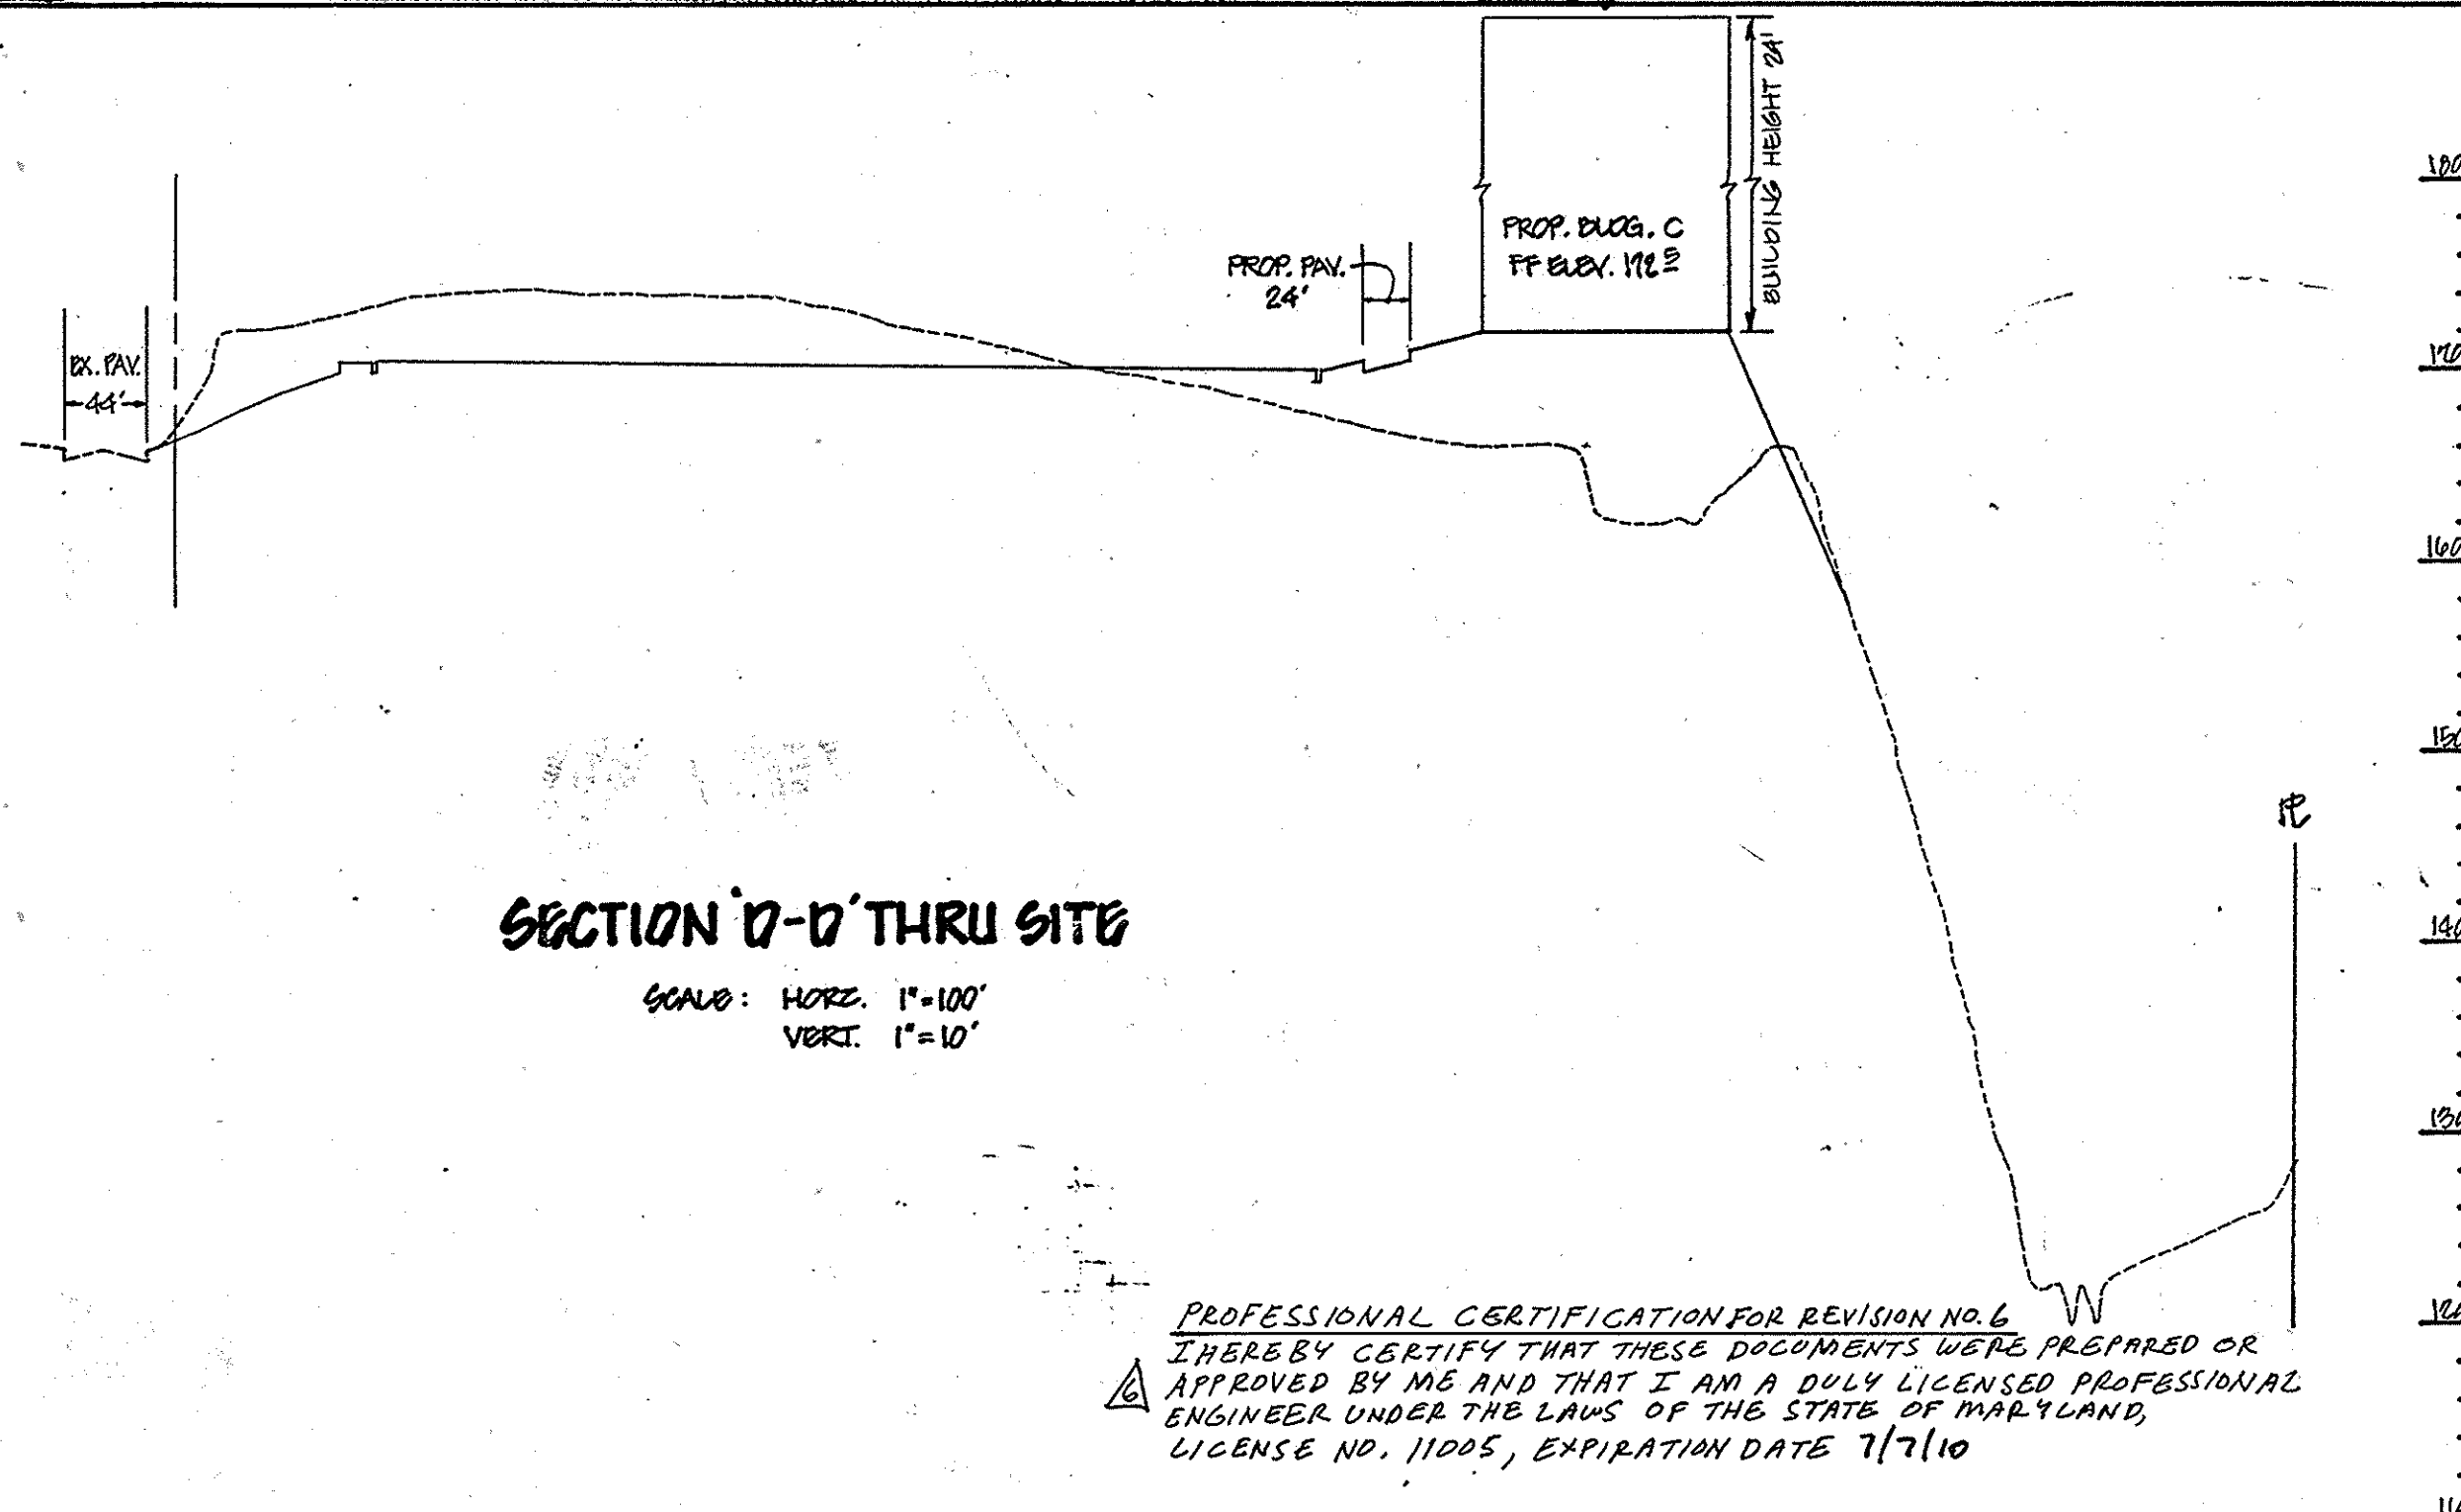 BUILDING HEIGHT 24'
180
PROP. BLDG. C
FF ELEV. 172.5
PROP. PAV.
24'
EX. PAV.
44'
170
160
150
PL
SECTION 'D-D' THRU SITE
140
SCALE: HORZ. 1"=100'
VERT. 1"=10'
130
120
PROFESSIONAL CERTIFICATION FOR REVISION NO. 6
I HEREBY CERTIFY THAT THESE DOCUMENTS WERE PREPARED OR
6 APPROVED BY ME AND THAT I AM A DULY LICENSED PROFESSIONAL
ENGINEER UNDER THE LAWS OF THE STATE OF MARYLAND,
LICENSE NO. 11005, EXPIRATION DATE 7/7/10